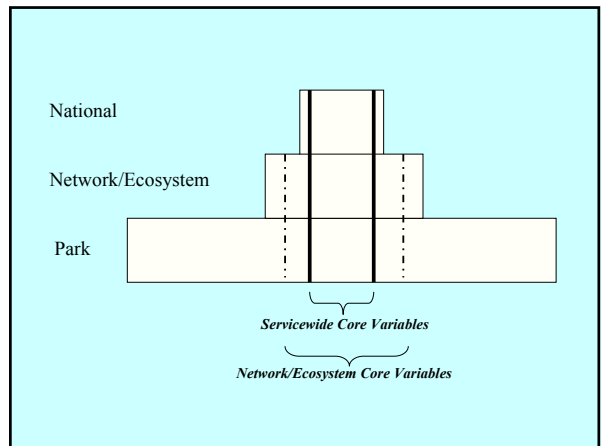 National
Network/Ecosystem
Park
Servicewide Core Variables
Network/Ecosystem Core Variables